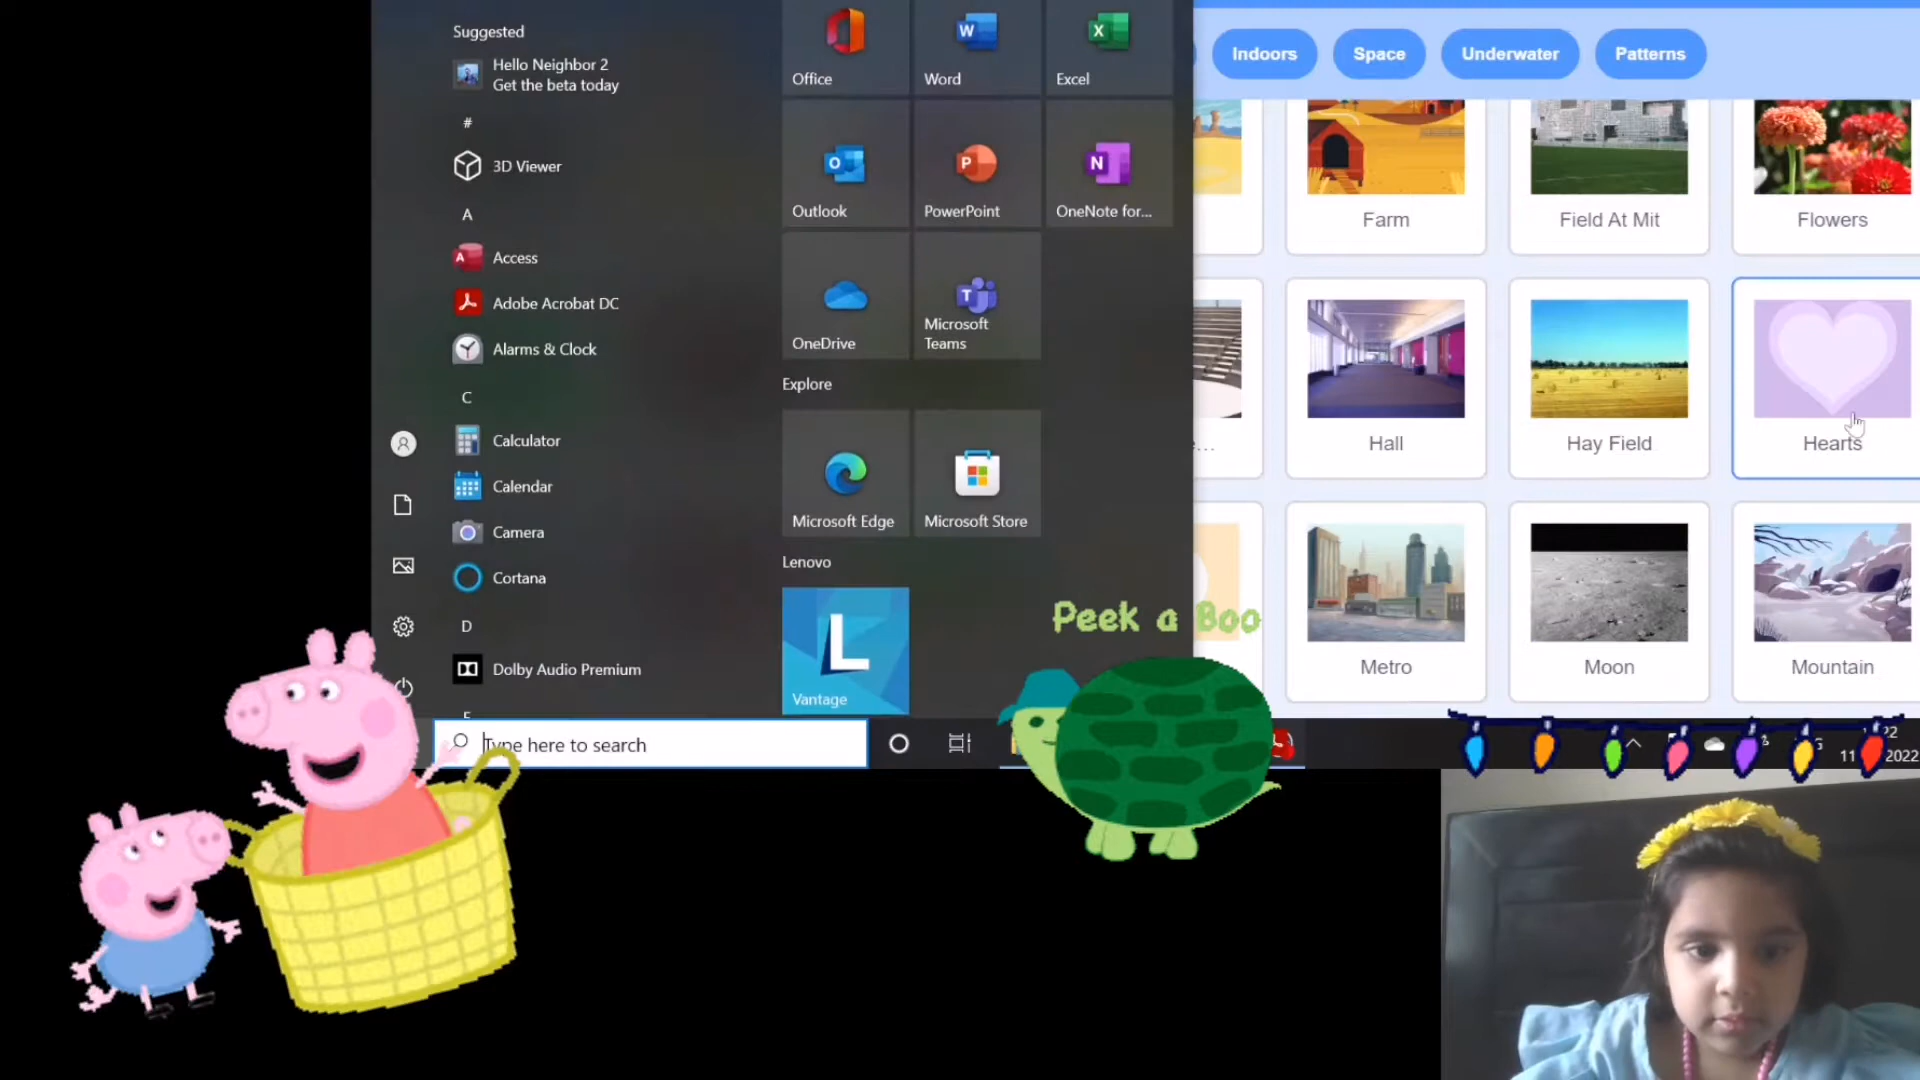 Suggested
Hello Neighbor 2
Get the beta today
#
3D Viewer
A
Access
Adobe Acrobat DC
Alarms & Clock
C
Calculator
Calendar
Camera
Cortana
D
Dolby Audio Premium
Type here to search
Office
Word
Excel
Outlook
PowerPoint
OneNote for...
OneDrive
Microsoft
Teams
Explore
Microsoft Edge
Microsoft Store
Lenovo
Vantage
Peek a Boo
Indoors
Space
Underwater
Patterns
Farm
Field At Mit
Flowers
Hall
Hay Field
Hearts
Metro
Moon
Mountain